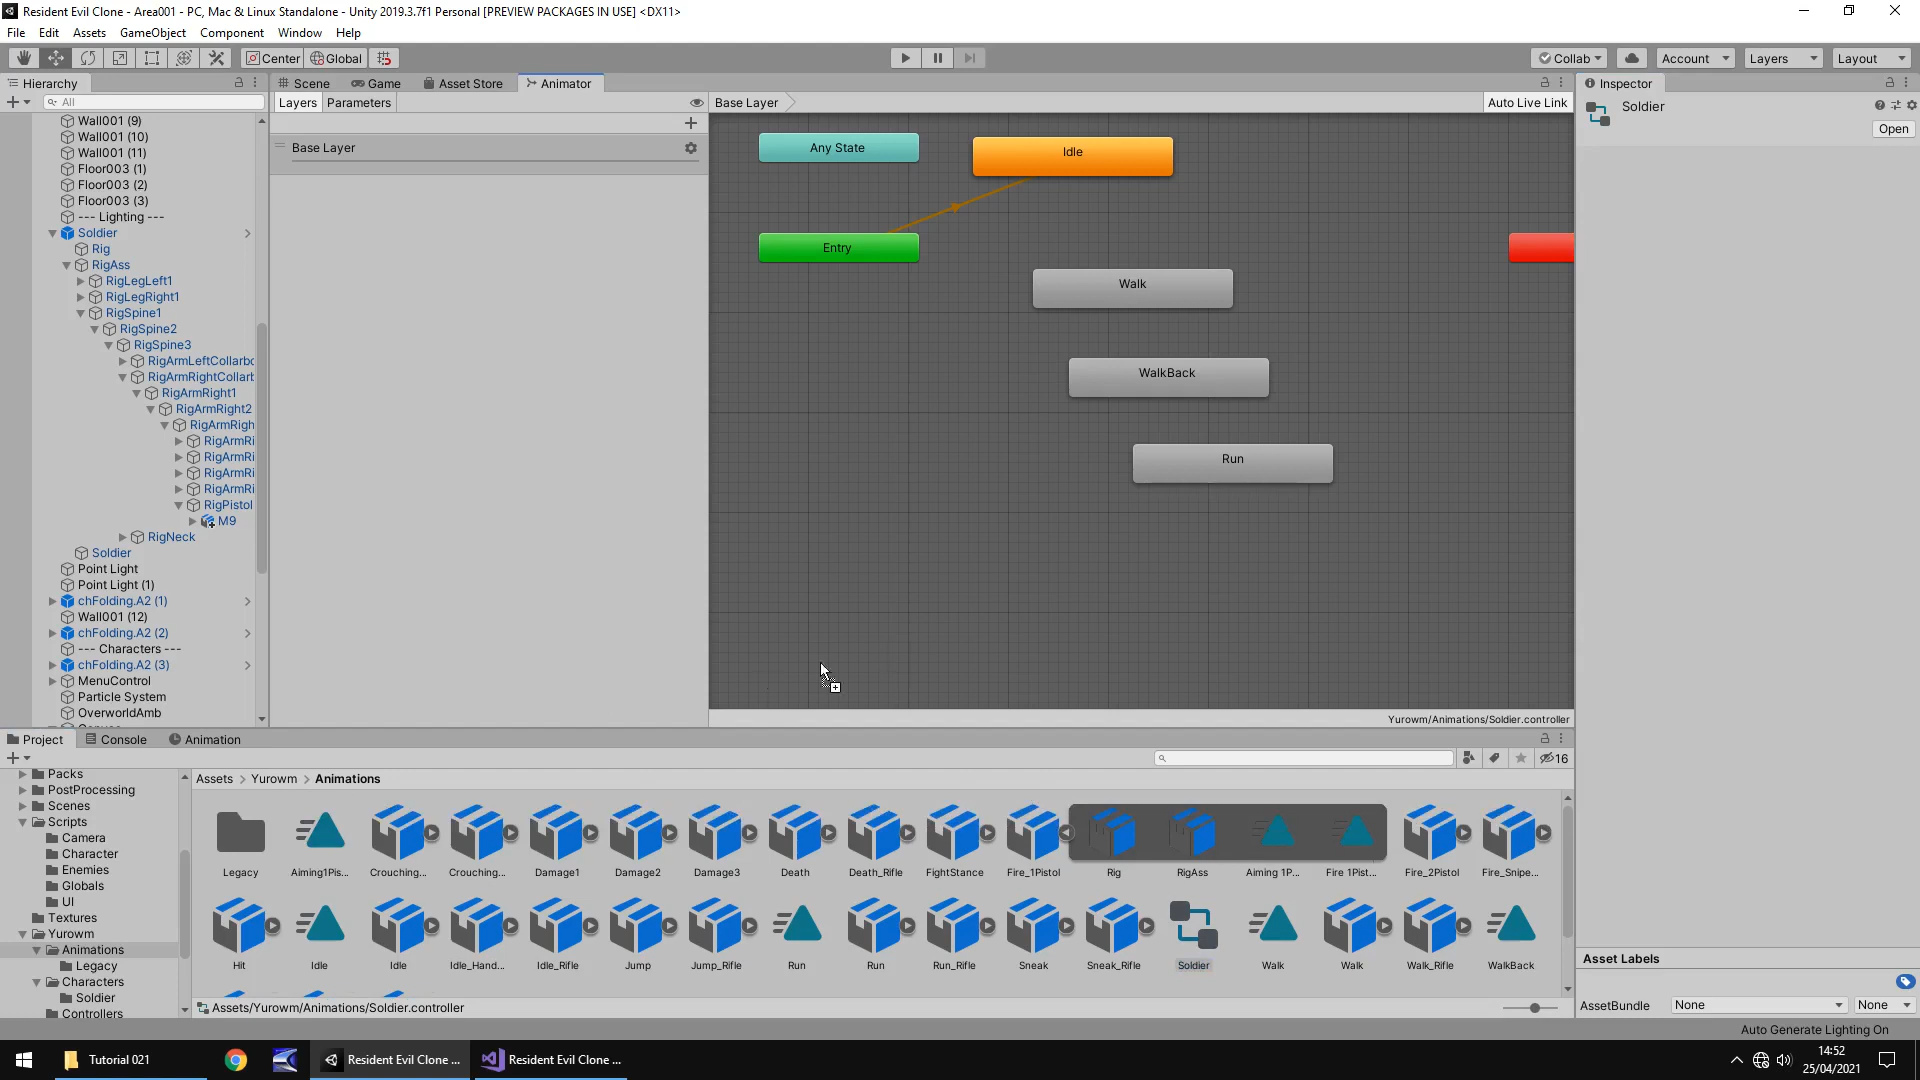 Resident Evil Clone - Area001 - PC, Mac & Linux Standalone - Unity 2019.3.7f1 Personal [PREVIEW PACKAGES IN USE] <DX11>
File Edit Assets GameObject Component Window Help
Center Global Collab Account Layers Layout
Hierarchy
All
Wall001 (9)
Wall001 (10)
Wall001 (11)
Floor003 (1)
Floor003 (2)
Floor003 (3)
--- Lighting ---
Soldier
Rig
RigAss
RigLegLeft1
RigLegRight1
RigSpine1
RigSpine2
RigSpine3
RigArmLeftCollarbo
RigArmRightCollarb
RigArmRight1
RigArmRight2
RigArmRigh
RigArmRi
RigArmRi
RigArmRi
RigArmRi
RigPistol
M9
RigNeck
Soldier
Point Light
Point Light (1)
chFolding.A2 (1)
Wall001 (12)
chFolding.A2 (2)
--- Characters ---
chFolding.A2 (3)
MenuControl
Particle System
OverworldAmb
Scene Game Asset Store Animator
Layers Parameters
Base Layer
Base Layer
Auto Live Link
Any State
Idle
Entry
Walk
WalkBack
Run
Yurowm/Animations/Soldier.controller
Inspector
Soldier
Open
Asset Labels
AssetBundle None None
Project Console Animation
16
Packs
PostProcessing
Scenes
Scripts
Camera
Character
Enemies
Globals
UI
Textures
Yurowm
Animations
Legacy
Characters
Soldier
Controllers
Assets > Yurowm > Animations
Legacy Aiming1Pis... Crouching... Crouching... Damage1 Damage2 Damage3 Death Death_Rifle FightStance Fire_1Pistol Rig RigAss Aiming 1P... Fire 1Pist... Fire_2Pistol Fire_Snipe...
Hit Idle Idle Idle_Hand... Idle_Rifle Jump Jump_Rifle Run Run Run_Rifle Sneak Sneak_Rifle Soldier Walk Walk Walk_Rifle WalkBack
Assets/Yurowm/Animations/Soldier.controller
Auto Generate Lighting On
Tutorial 021
Resident Evil Clone ...
Resident Evil Clone ...
14:52
25/04/2021